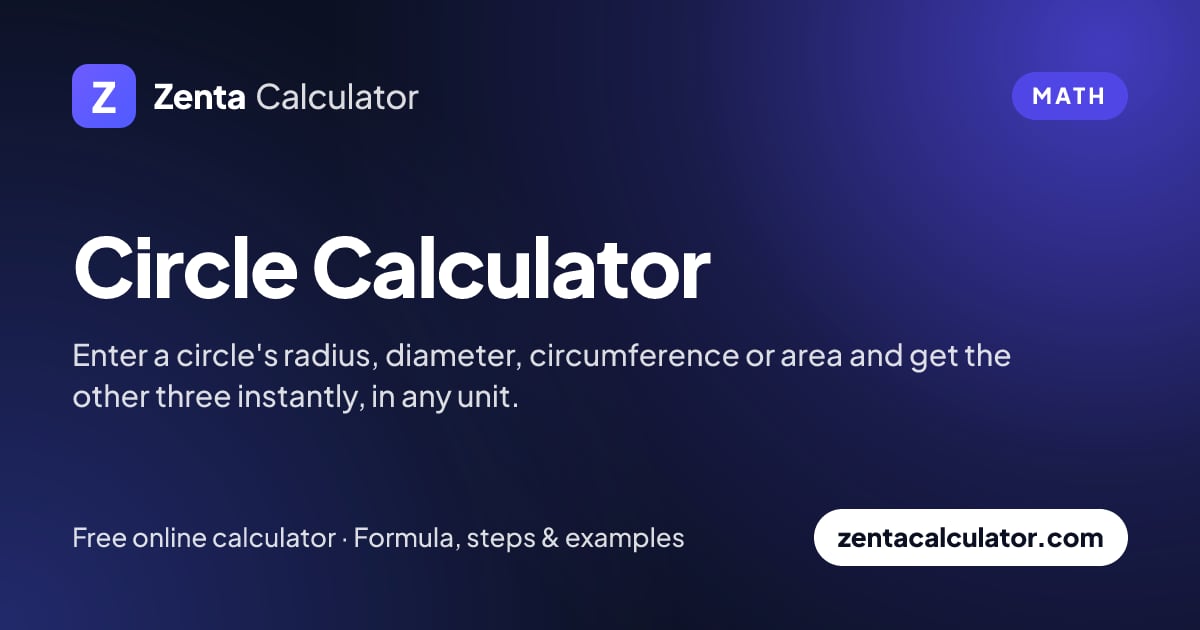 Z
Zenta Calculator
MATH
Circle Calculator
Enter a circle's radius, diameter, circumference or area and get the
other three instantly, in any unit.
Free online calculator · Formula, steps & examples
zentacalculator.com